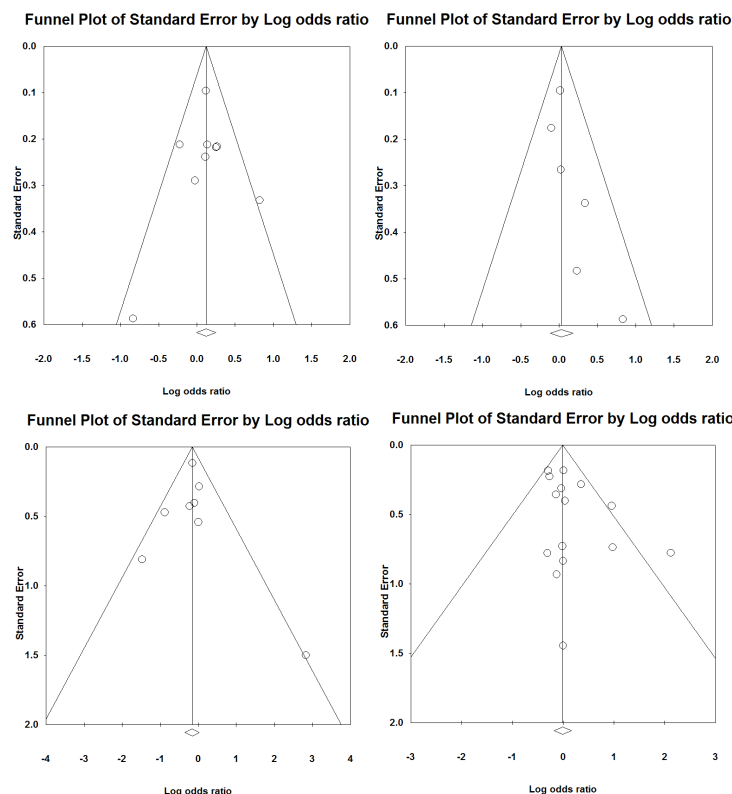 Funnel Plot of Standard Error by Log odds ratio
0.0
0.1
0.2
0.3
0.4
0.5
0.6
Standard Error
-2.0 -1.5 -1.0 -0.5 0.0 0.5 1.0 1.5 2.0
Log odds ratio
Funnel Plot of Standard Error by Log odds ratio
0.0
0.1
0.2
0.3
0.4
0.5
0.6
Standard Error
-2.0 -1.5 -1.0 -0.5 0.0 0.5 1.0 1.5 2.0
Log odds ratio
Funnel Plot of Standard Error by Log odds ratio
0.0
0.5
1.0
1.5
2.0
Standard Error
-4 -3 -2 -1 0 1 2 3 4
Log odds ratio
Funnel Plot of Standard Error by Log odds ratio
0.0
0.5
1.0
1.5
2.0
Standard Error
-3 -2 -1 0 1 2 3
Log odds ratio